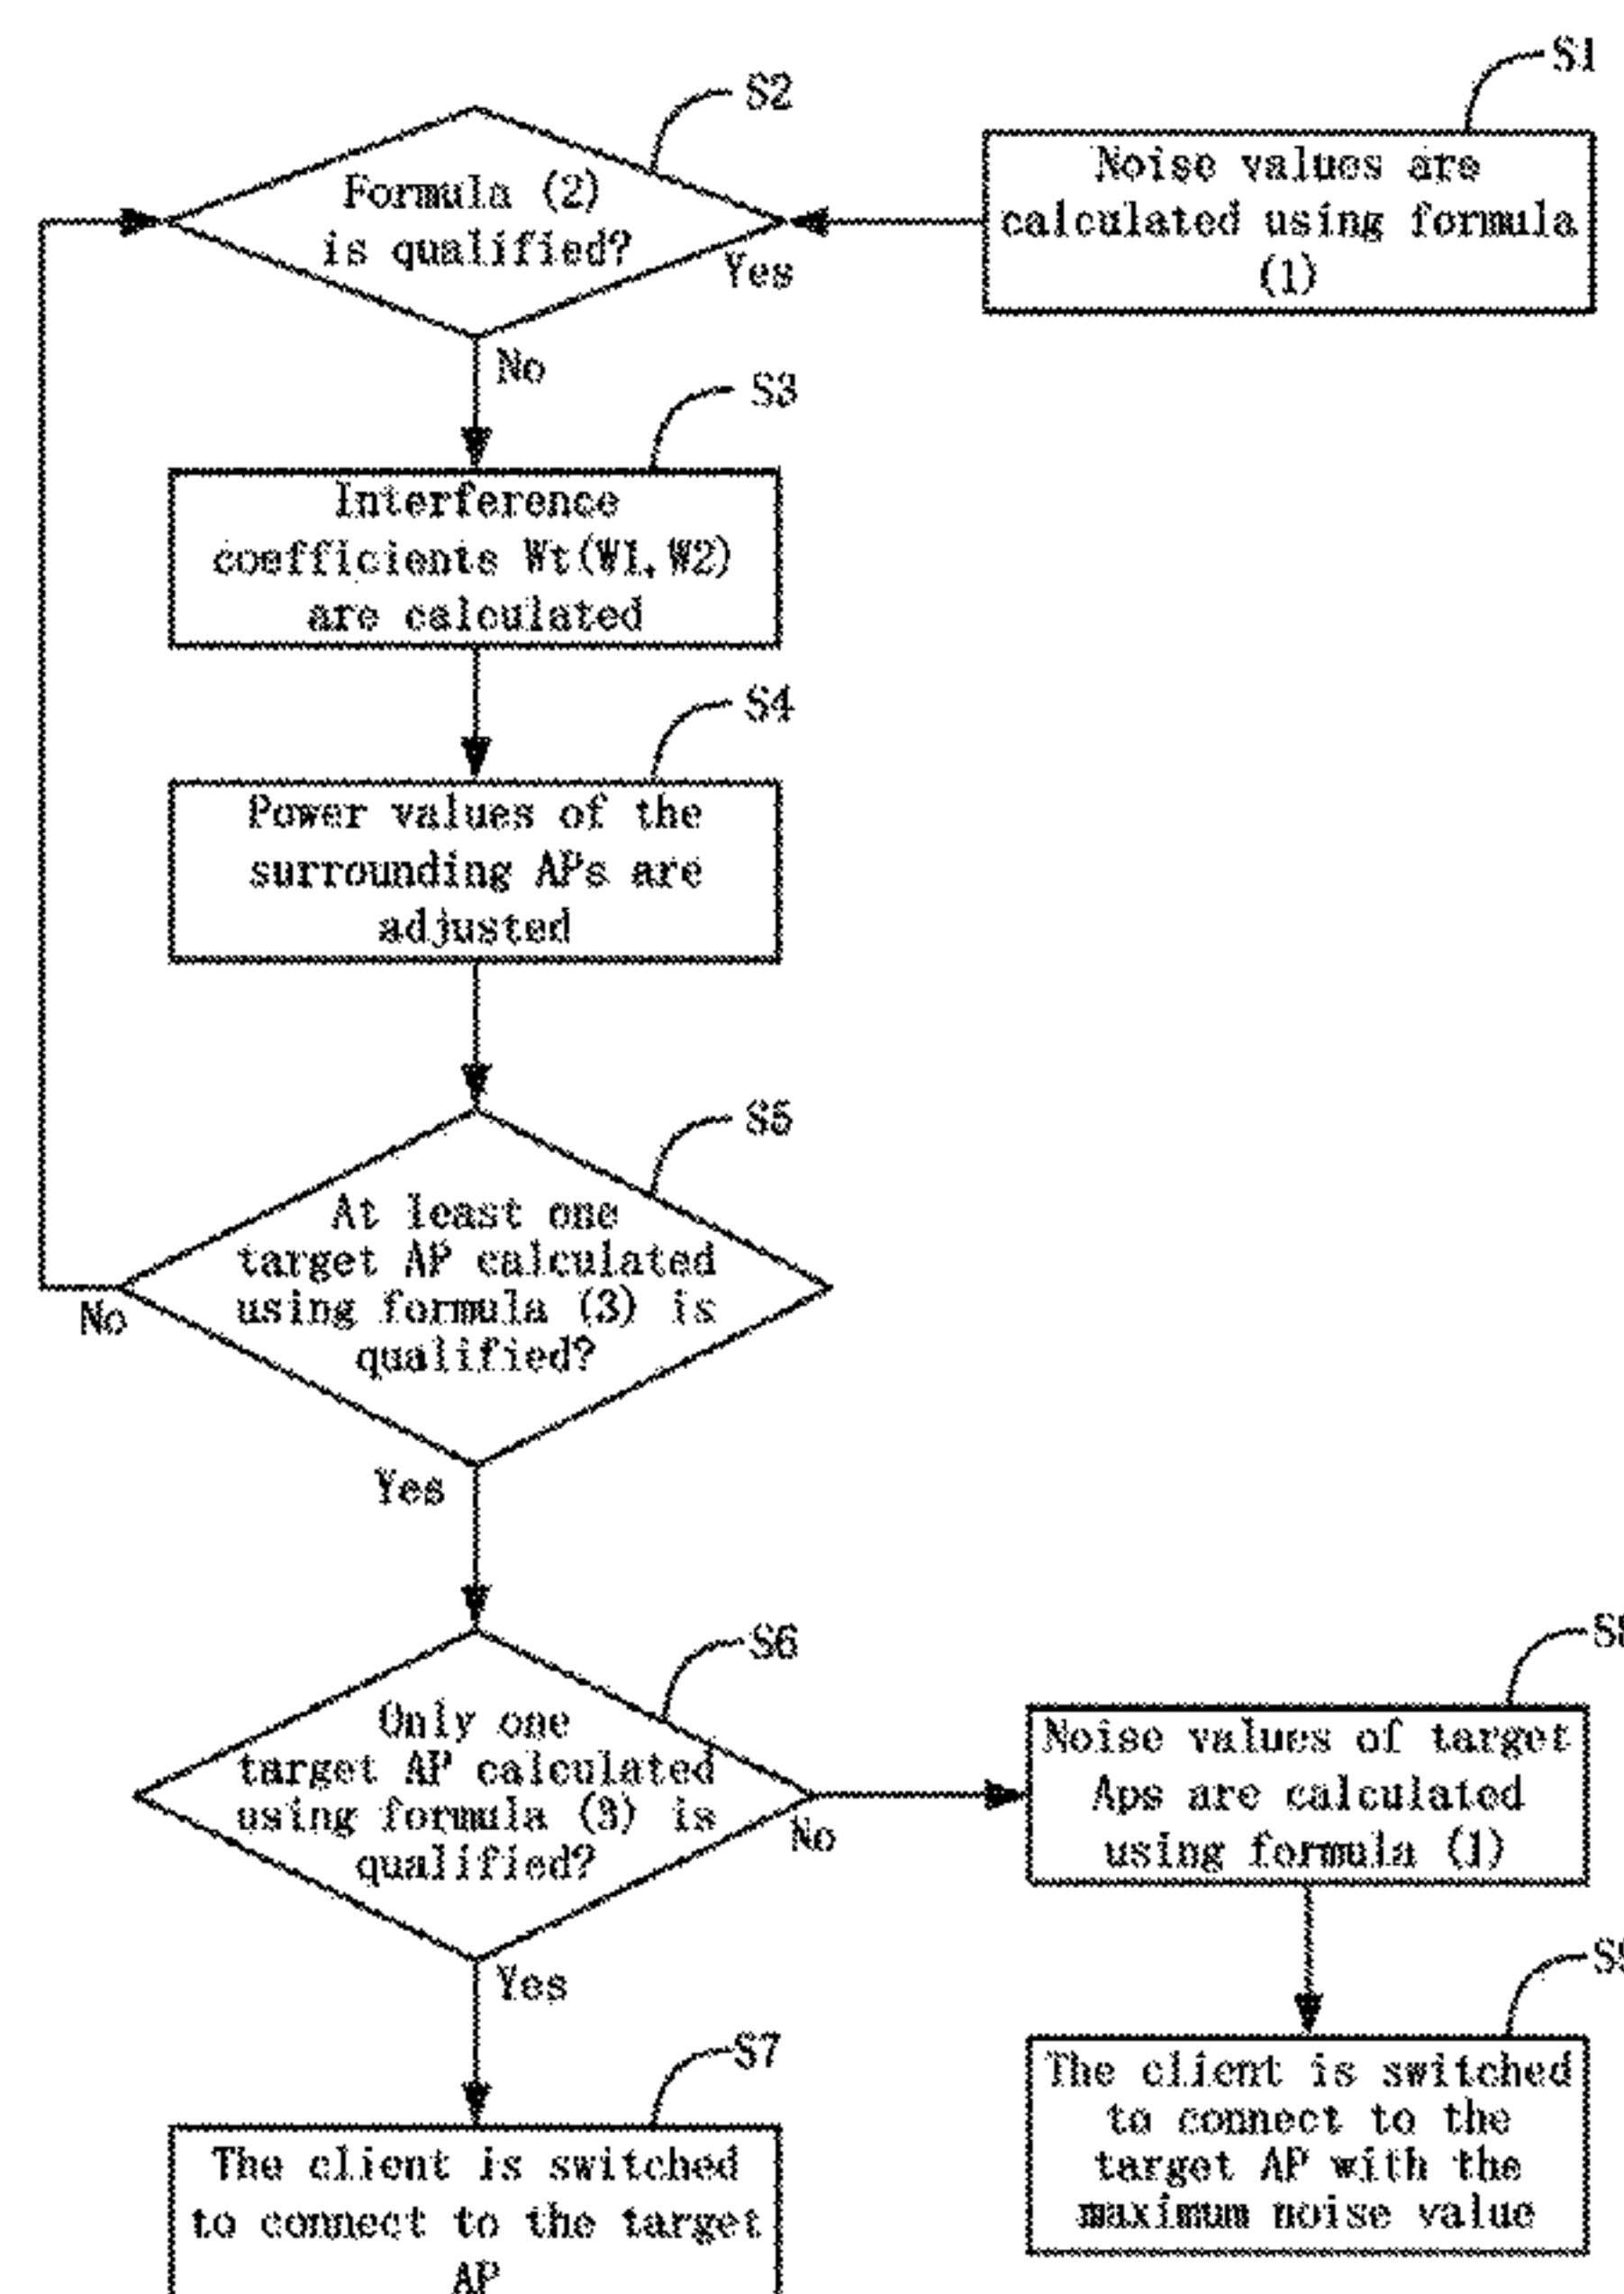 S1
Noise values are
calculated using formula
(1)
S2
Formula (2)
is qualified?
Yes
No
S3
Interference
coefficients Wt(W1,W2)
are calculated
S4
Power values of the
surrounding APs are
adjusted
S5
At least one
target AP calculated
using formula (3) is
qualified?
No
Yes
S6
Only one
target AP calculated
using formula (3) is
qualified?
No
Yes
S8
Noise values of target
Aps are calculated
using formula (1)
S9
The client is switched
to connect to the
target AP with the
maximum noise value
S7
The client is switched
to connect to the target
AP